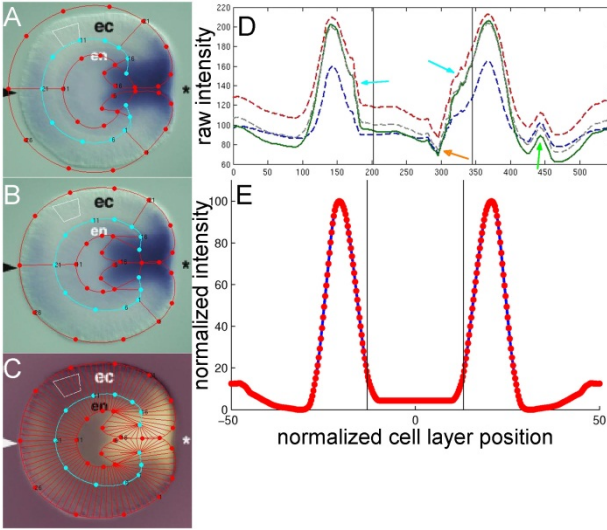 A
ec
en
*
B
ec
en
*
C
ec
en
*
D
raw intensity
220
200
180
160
140
120
100
80
60
0 50 100 150 200 250 300 350 400 450 500
E
normalized intensity
100
80
60
40
20
0
-50 0 50
normalized cell layer position